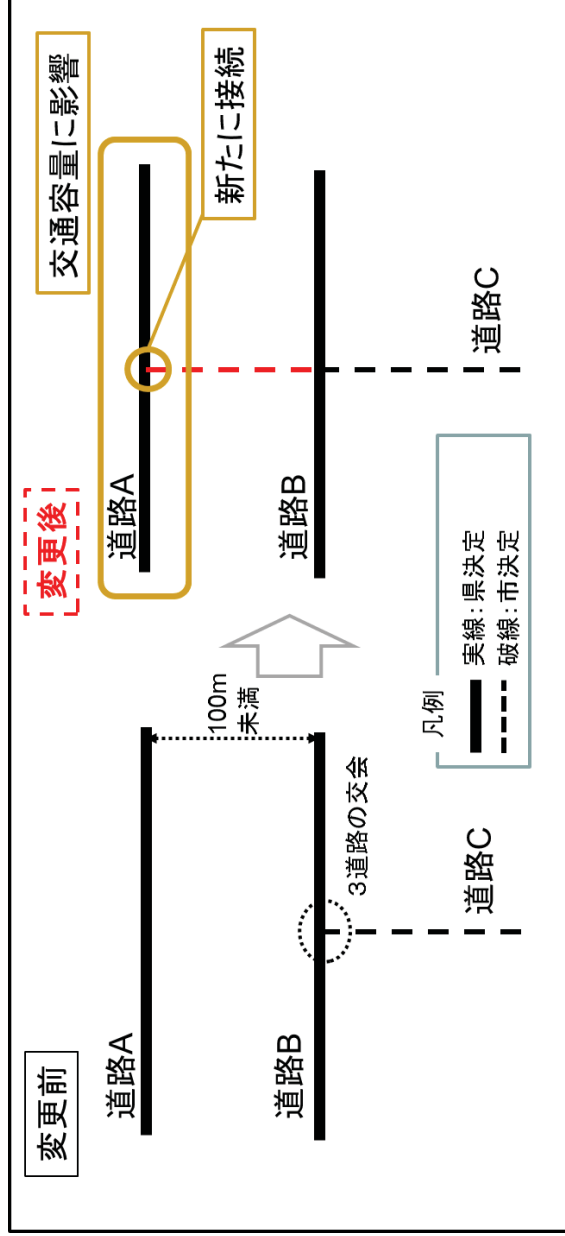 変更前
道路A
道路B
3道路の交会
道路C
100m
未満
変更後
交通容量に影響
新たに接続
道路A
道路B
道路C
凡例
実線：県決定
破線：市決定